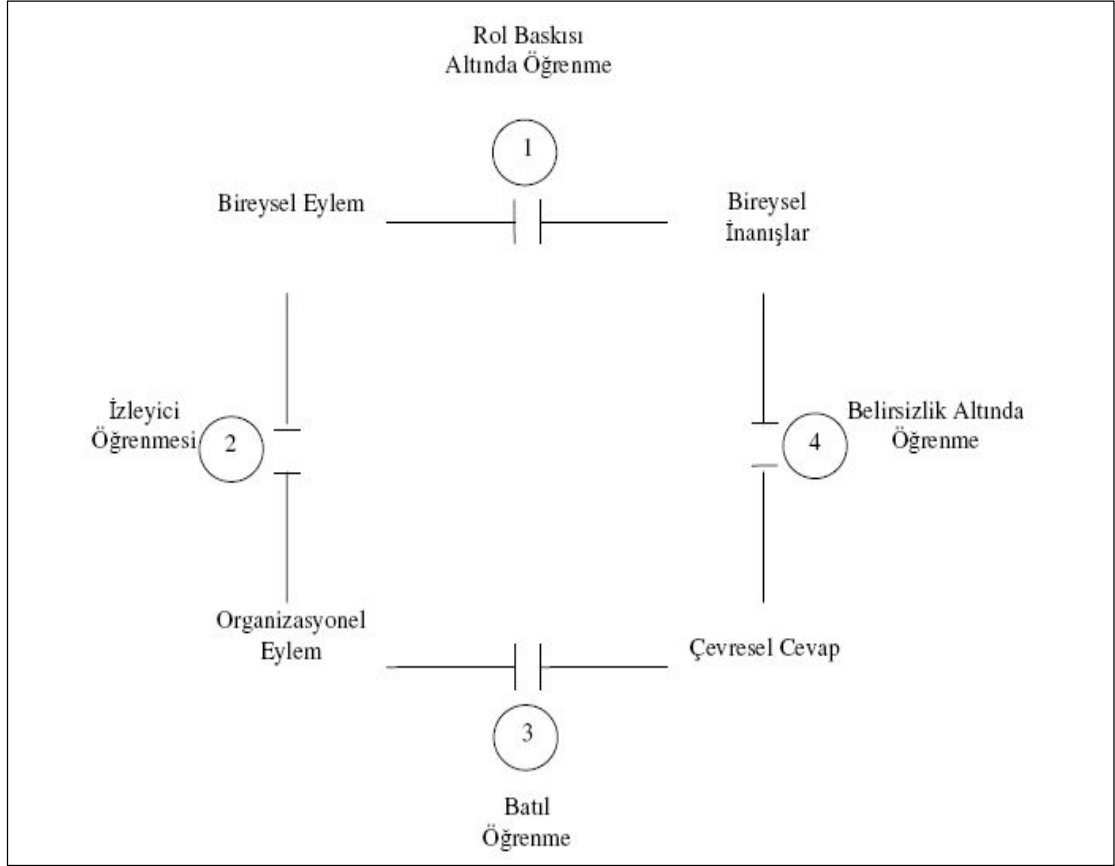 Rol Baskısı
Altında Öğrenme
1
Bireysel Eylem
Bireysel
İnanışlar
İzleyici
Öğrenmesi
2
4
Belirsizlik Altında
Öğrenme
Organizasyonel
Eylem
Çevresel Cevap
3
Batıl
Öğrenme